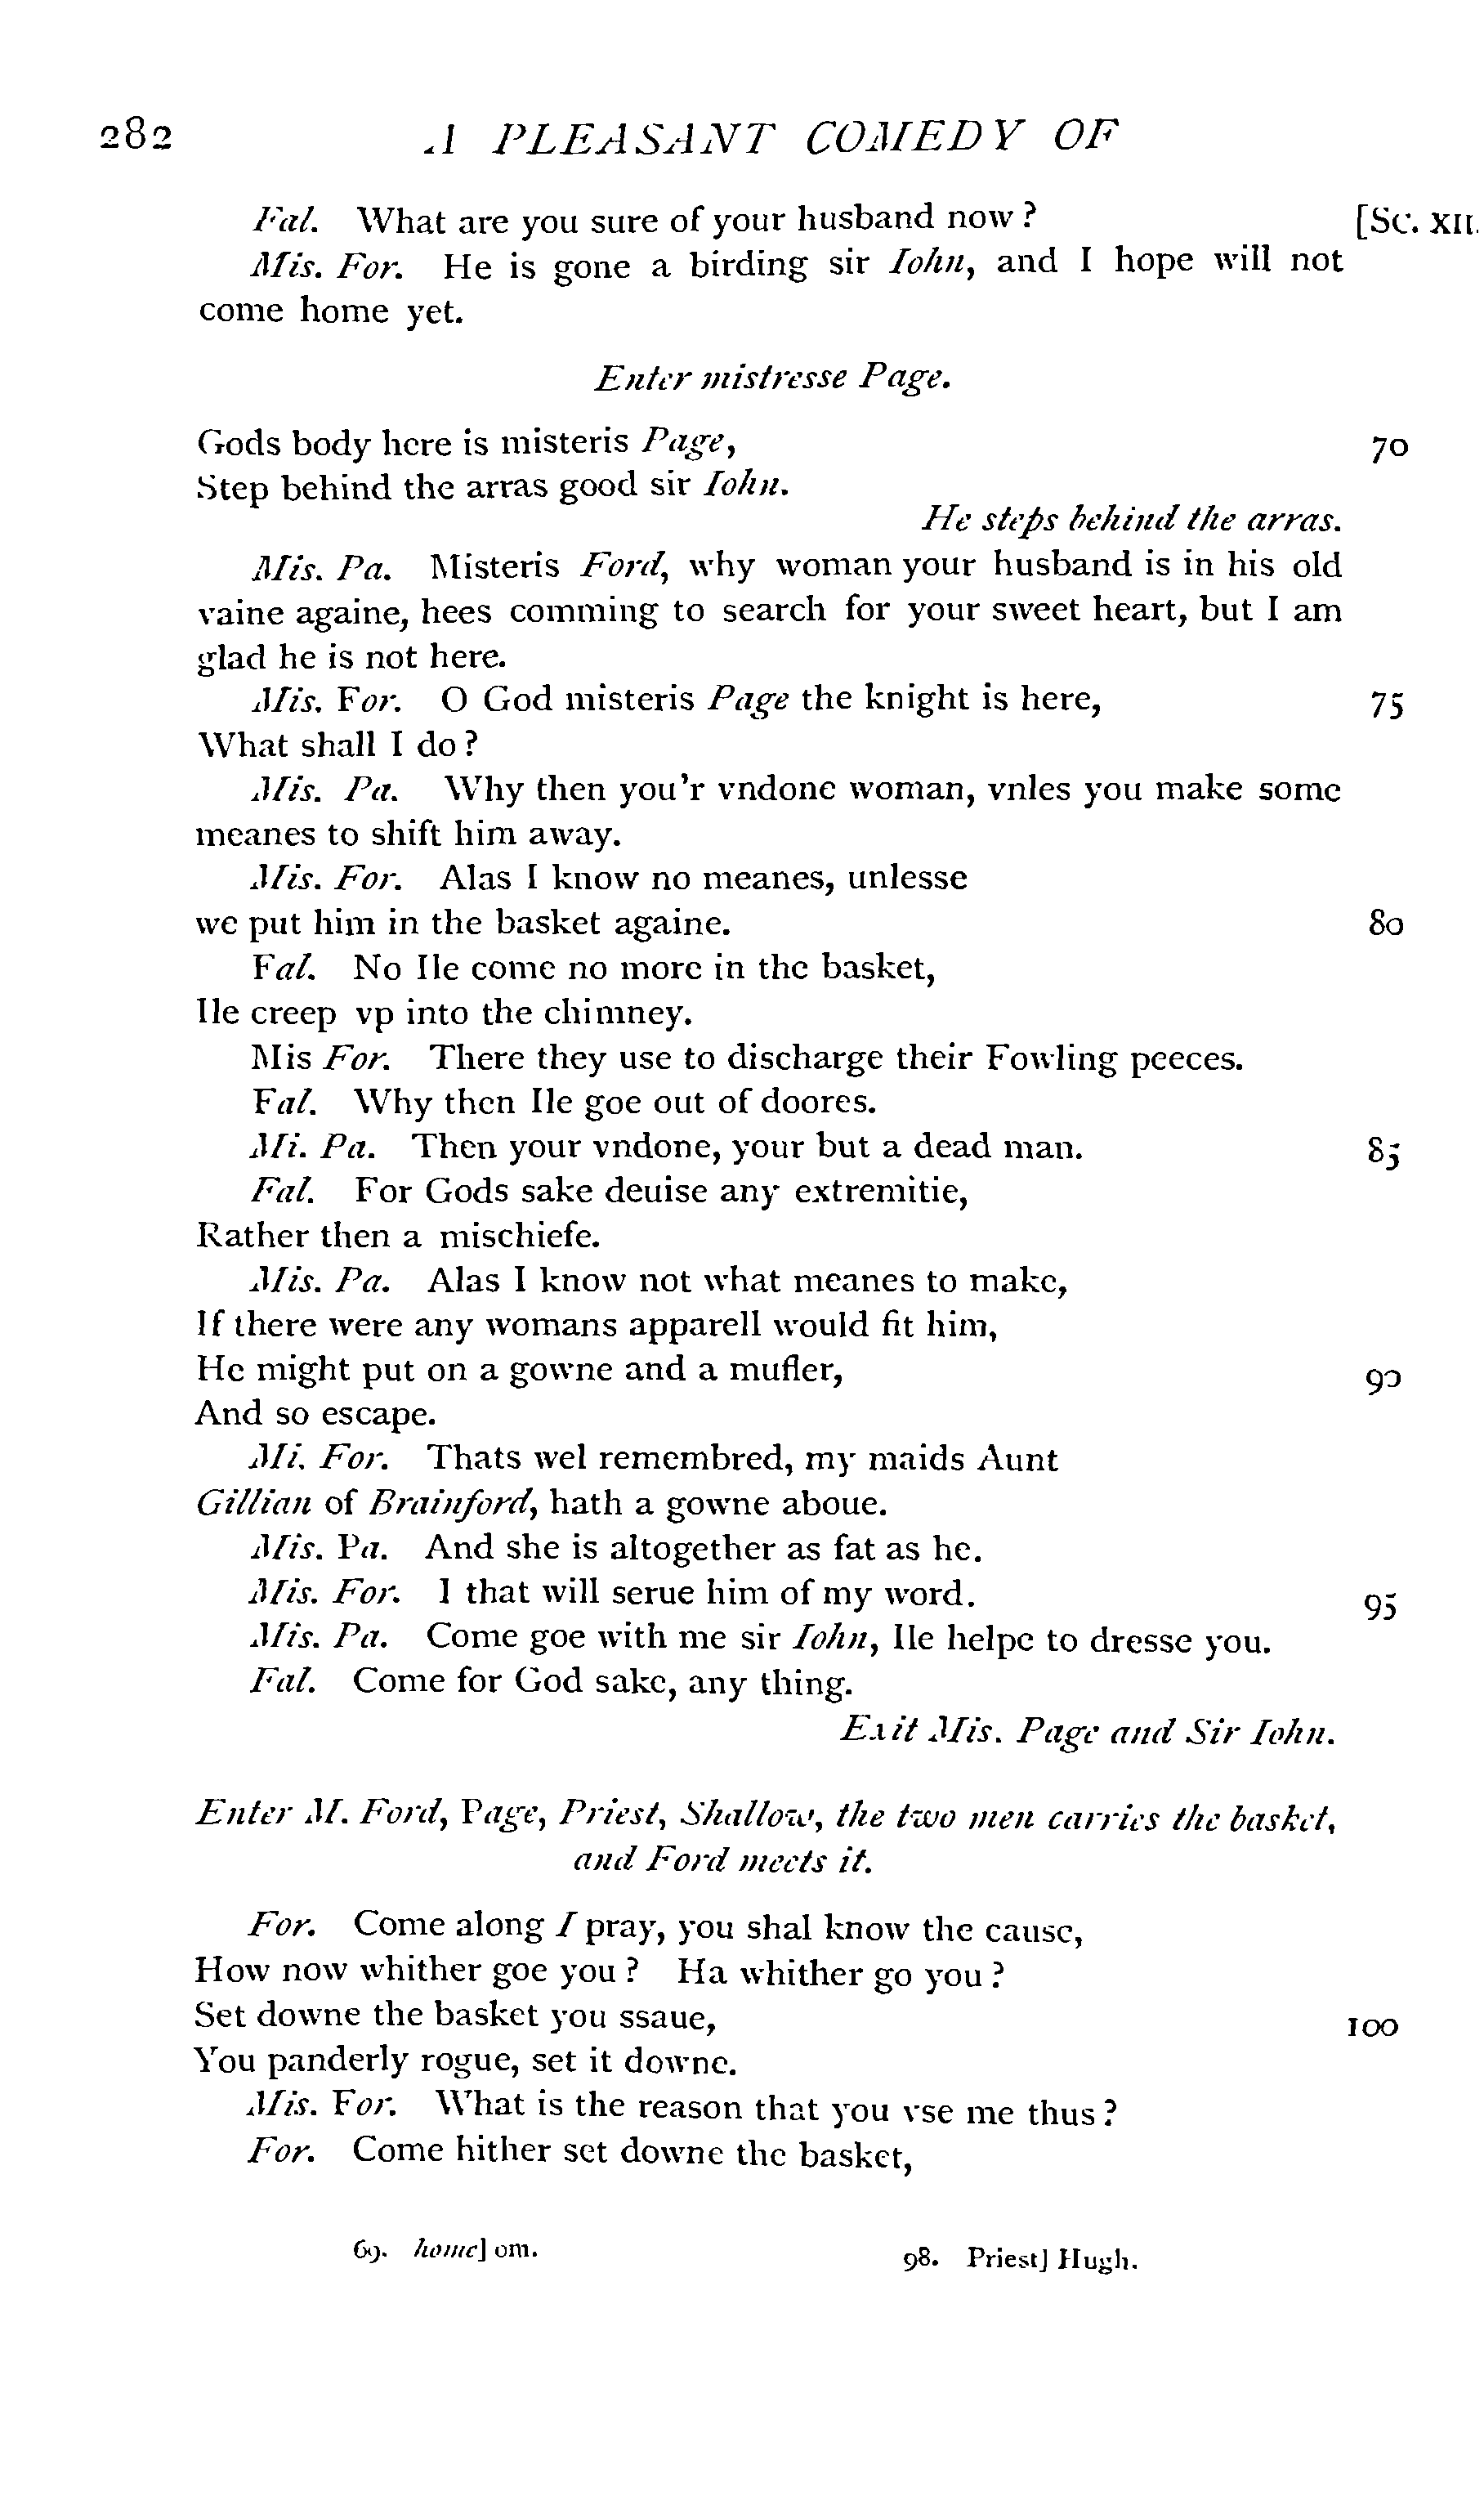 282 A PLEASANT COMEDY OF
Fal. What are you sure of your husband now ? [Sc. XII.
Mis. For. He is gone a birding sir Iohn, and I hope will not
come home yet.
Enter mistresse Page.
Gods body here is misteris Page, 70
Step behind the arras good sir Iohn.
He steps behind the arras.
Mis. Pa. Misteris Ford, why woman your husband is in his old
vaine againe, hees comming to search for your sweet heart, but I am
glad he is not here.
Mis. For. O God misteris Page the knight is here, 75
What shall I do ?
Mis. Pa. Why then you'r vndone woman, vnles you make some
meanes to shift him away.
Mis. For. Alas I know no meanes, unlesse
we put him in the basket againe. 80
Fal. No Ile come no more in the basket,
Ile creep vp into the chimney.
Mis For. There they use to discharge their Fowling peeces.
Fal. Why then Ile goe out of doores.
Mi. Pa. Then your vndone, your but a dead man. 85
Fal. For Gods sake deuise any extremitie,
Rather then a mischiefe.
Mis. Pa. Alas I know not what meanes to make,
If there were any womans apparell would fit him,
He might put on a gowne and a mufler, 90
And so escape.
Mi. For. Thats wel remembred, my maids Aunt
Gillian of Brainford, hath a gowne aboue.
Mis. Pa. And she is altogether as fat as he.
Mis. For. I that will serue him of my word. 95
Mis. Pa. Come goe with me sir Iohn, Ile helpe to dresse you.
Fal. Come for God sake, any thing.
Exit Mis. Page and Sir Iohn.
Enter M. Ford, Page, Priest, Shallow, the two men carries the basket,
and Ford meets it.
For. Come along I pray, you shal know the cause,
How now whither goe you ? Ha whither go you ?
Set downe the basket you ssaue, 100
You panderly rogue, set it downe.
Mis. For. What is the reason that you vse me thus ?
For. Come hither set downe the basket,
69. home] om. 98. Priest] Hugh.